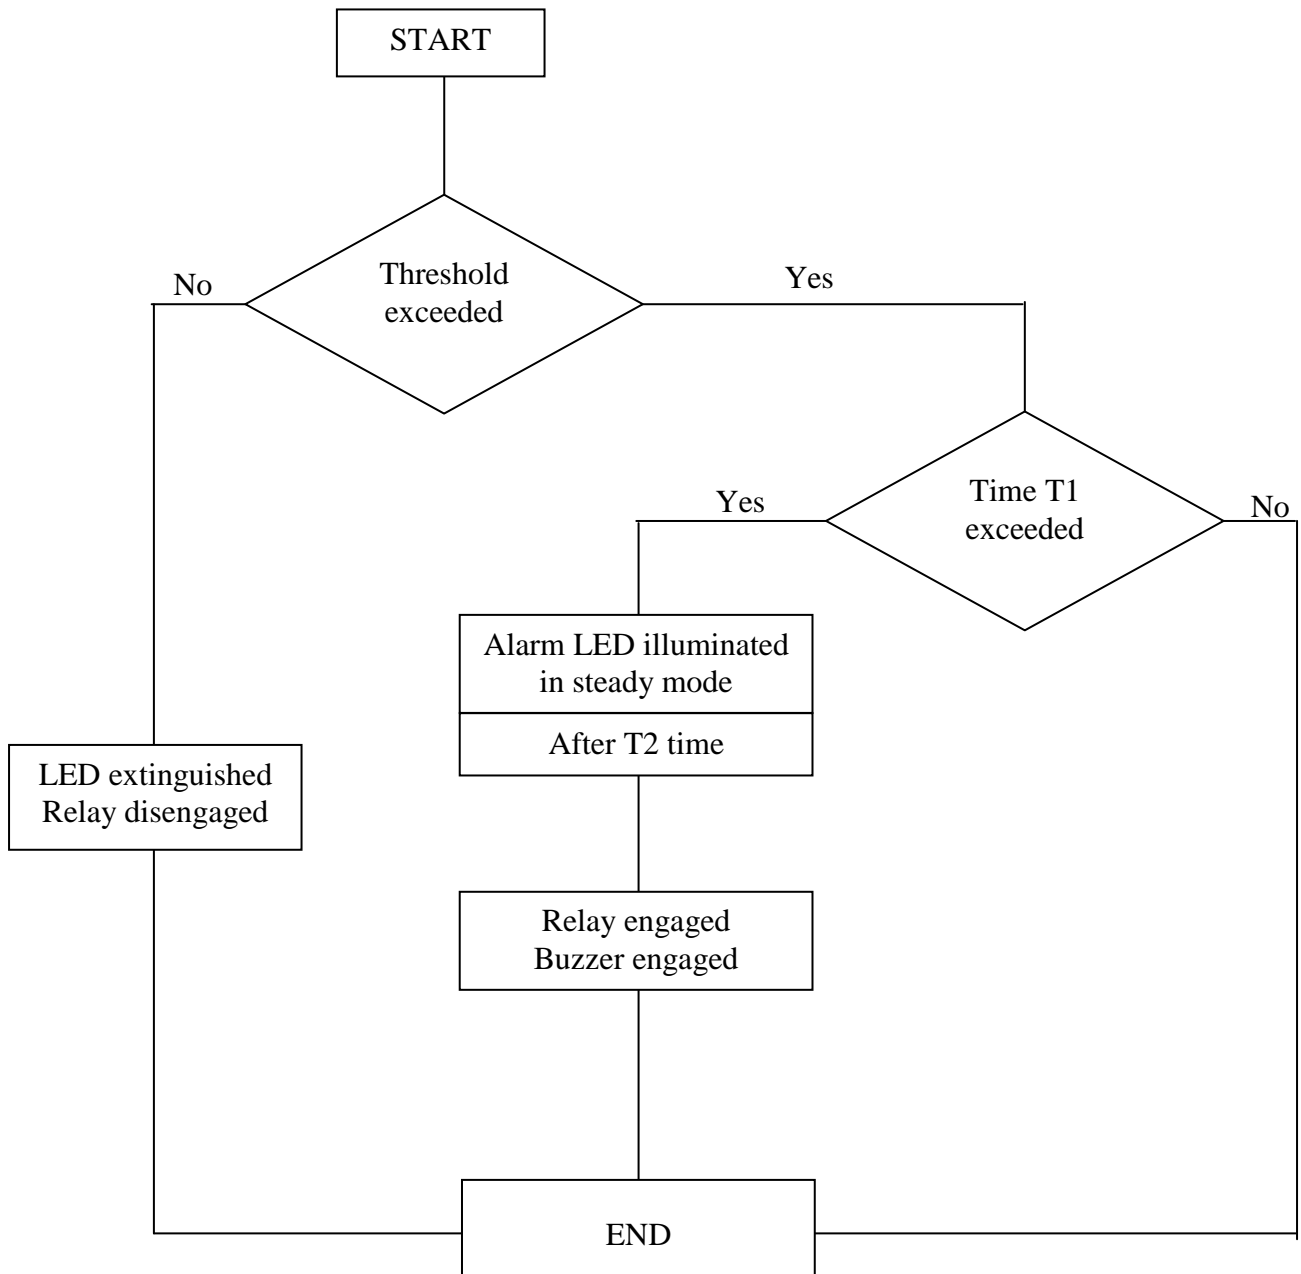 START
Threshold
exceeded
No
Yes
Time T1
exceeded
Yes
No
Alarm LED illuminated
in steady mode
After T2 time
LED extinguished
Relay disengaged
Relay engaged
Buzzer engaged
END